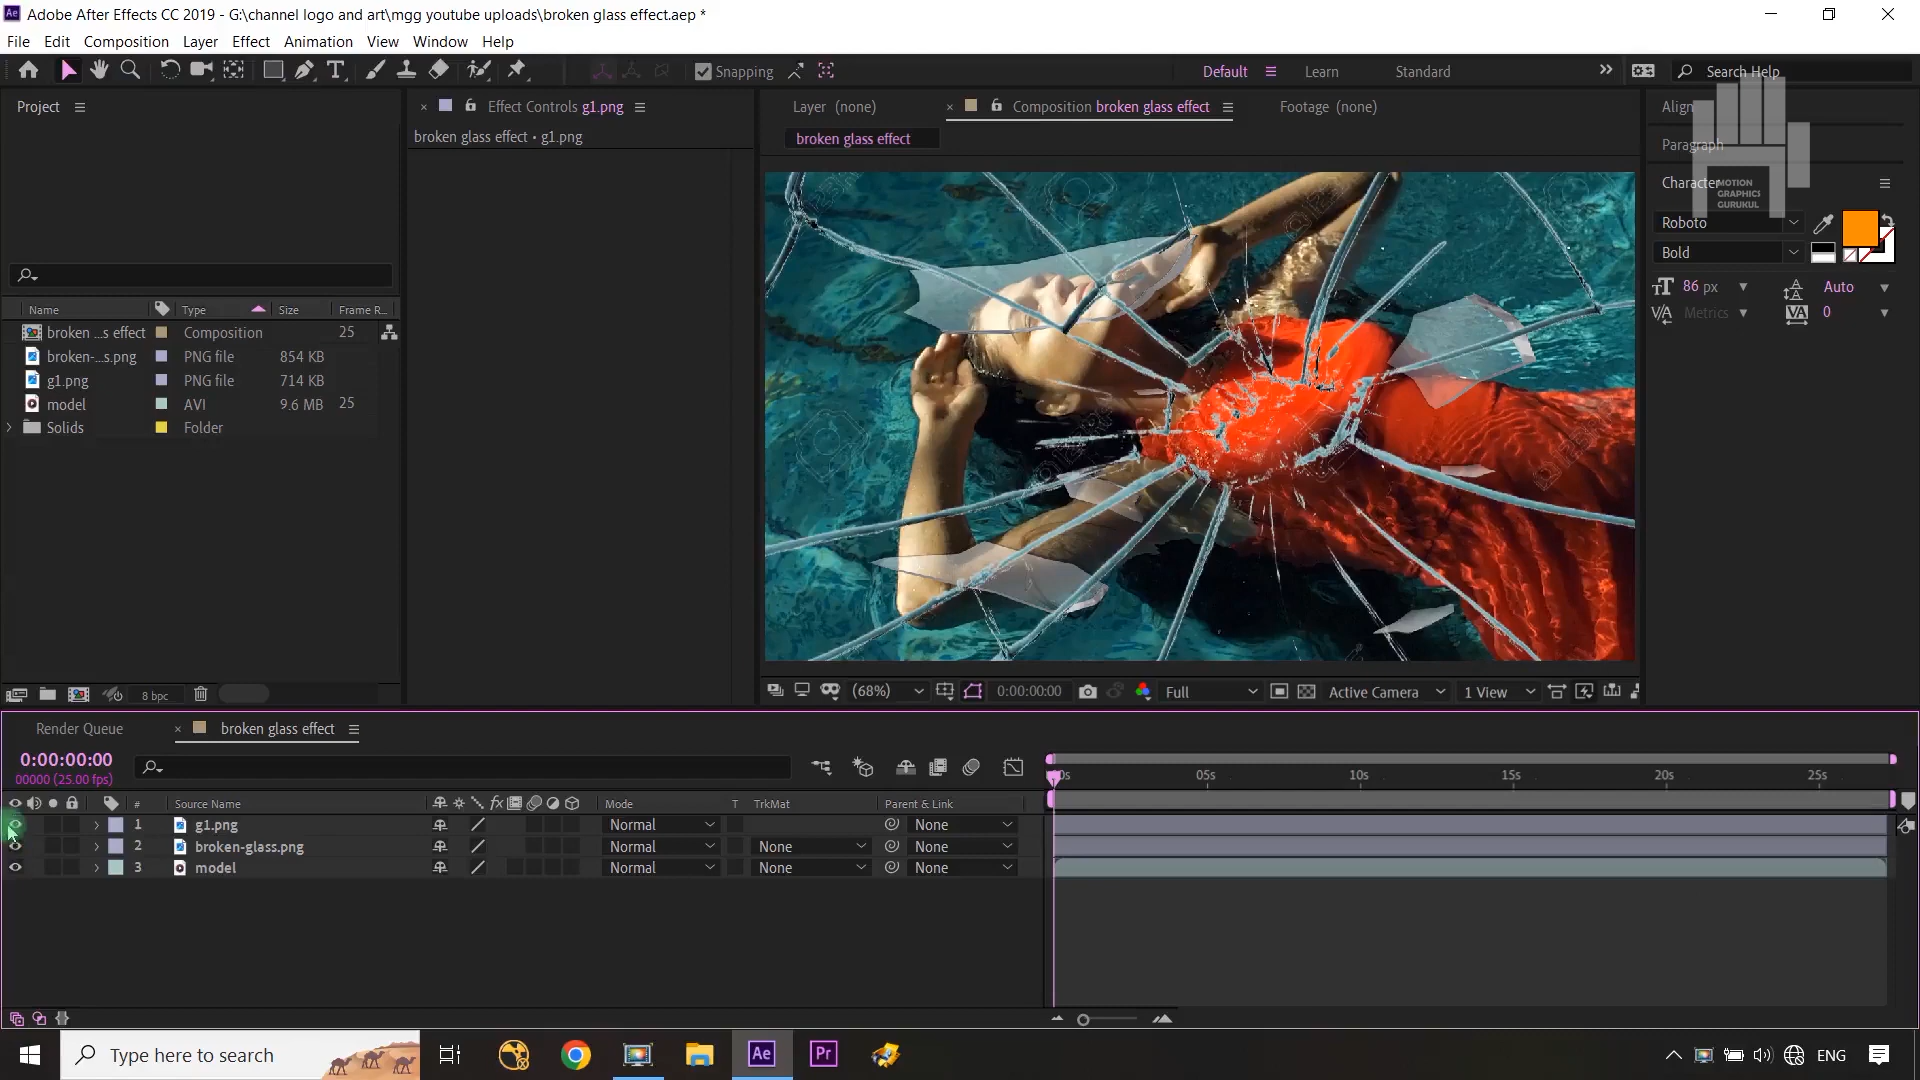 Adobe After Effects CC 2019 - G:\channel logo and art\mgg youtube uploads\broken glass effect.aep *
File Edit Composition Layer Effect Animation View Window Help
Snapping
Default
Learn
Standard
Search Help
Project
Effect Controls g1.png
Layer (none)
Composition broken glass effect
Footage (none)
Align
broken glass effect • g1.png
broken glass effect
Paragraph
Character
MOTION
GRAPHICS
GURUKUL
Roboto
Bold
86 px
Auto
Metrics
0
Name Type Size Frame R...
broken ...s effect Composition 25
broken-...s.png PNG file 854 KB
g1.png PNG file 714 KB
model AVI 9.6 MB 25
Solids Folder
8 bpc
(68%)
0:00:00:00
Full
Active Camera
1 View
Render Queue
broken glass effect
0:00:00:00
00000 (25.00 fps)
05s 10s 15s 20s 25s
# Source Name fx Mode T TrkMat Parent & Link
1 g1.png Normal None
2 broken-glass.png Normal None None
3 model Normal None None
Type here to search
Ae
Pr
ENG